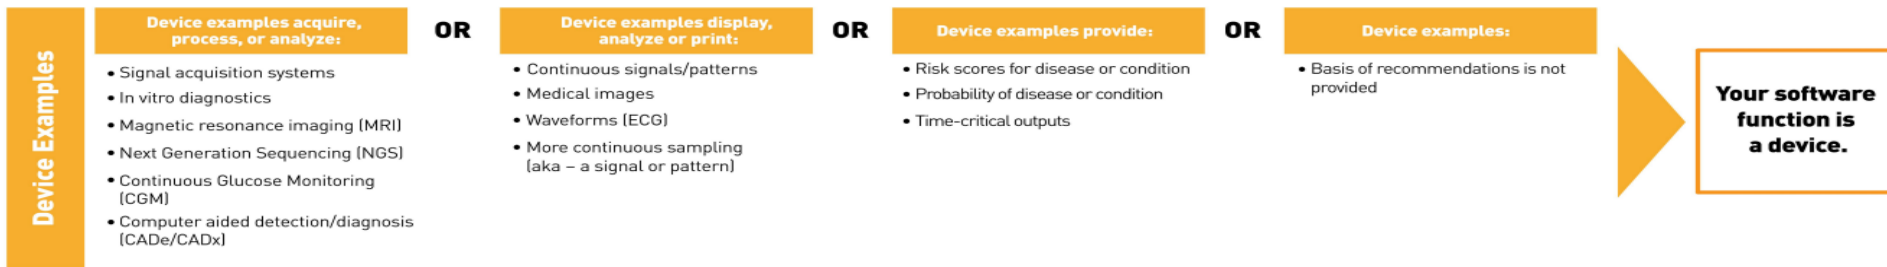 Device Examples
Device examples acquire,
process, or analyze:
• Signal acquisition systems
• In vitro diagnostics
• Magnetic resonance imaging (MRI)
• Next Generation Sequencing (NGS)
• Continuous Glucose Monitoring
(CGM)
• Computer aided detection/diagnosis
(CADe/CADx)
OR
Device examples display,
analyze or print:
• Continuous signals/patterns
• Medical images
• Waveforms (ECG)
• More continuous sampling
(aka – a signal or pattern)
OR
Device examples provide:
• Risk scores for disease or condition
• Probability of disease or condition
• Time-critical outputs
OR
Device examples:
• Basis of recommendations is not
provided
Your software
function is
a device.